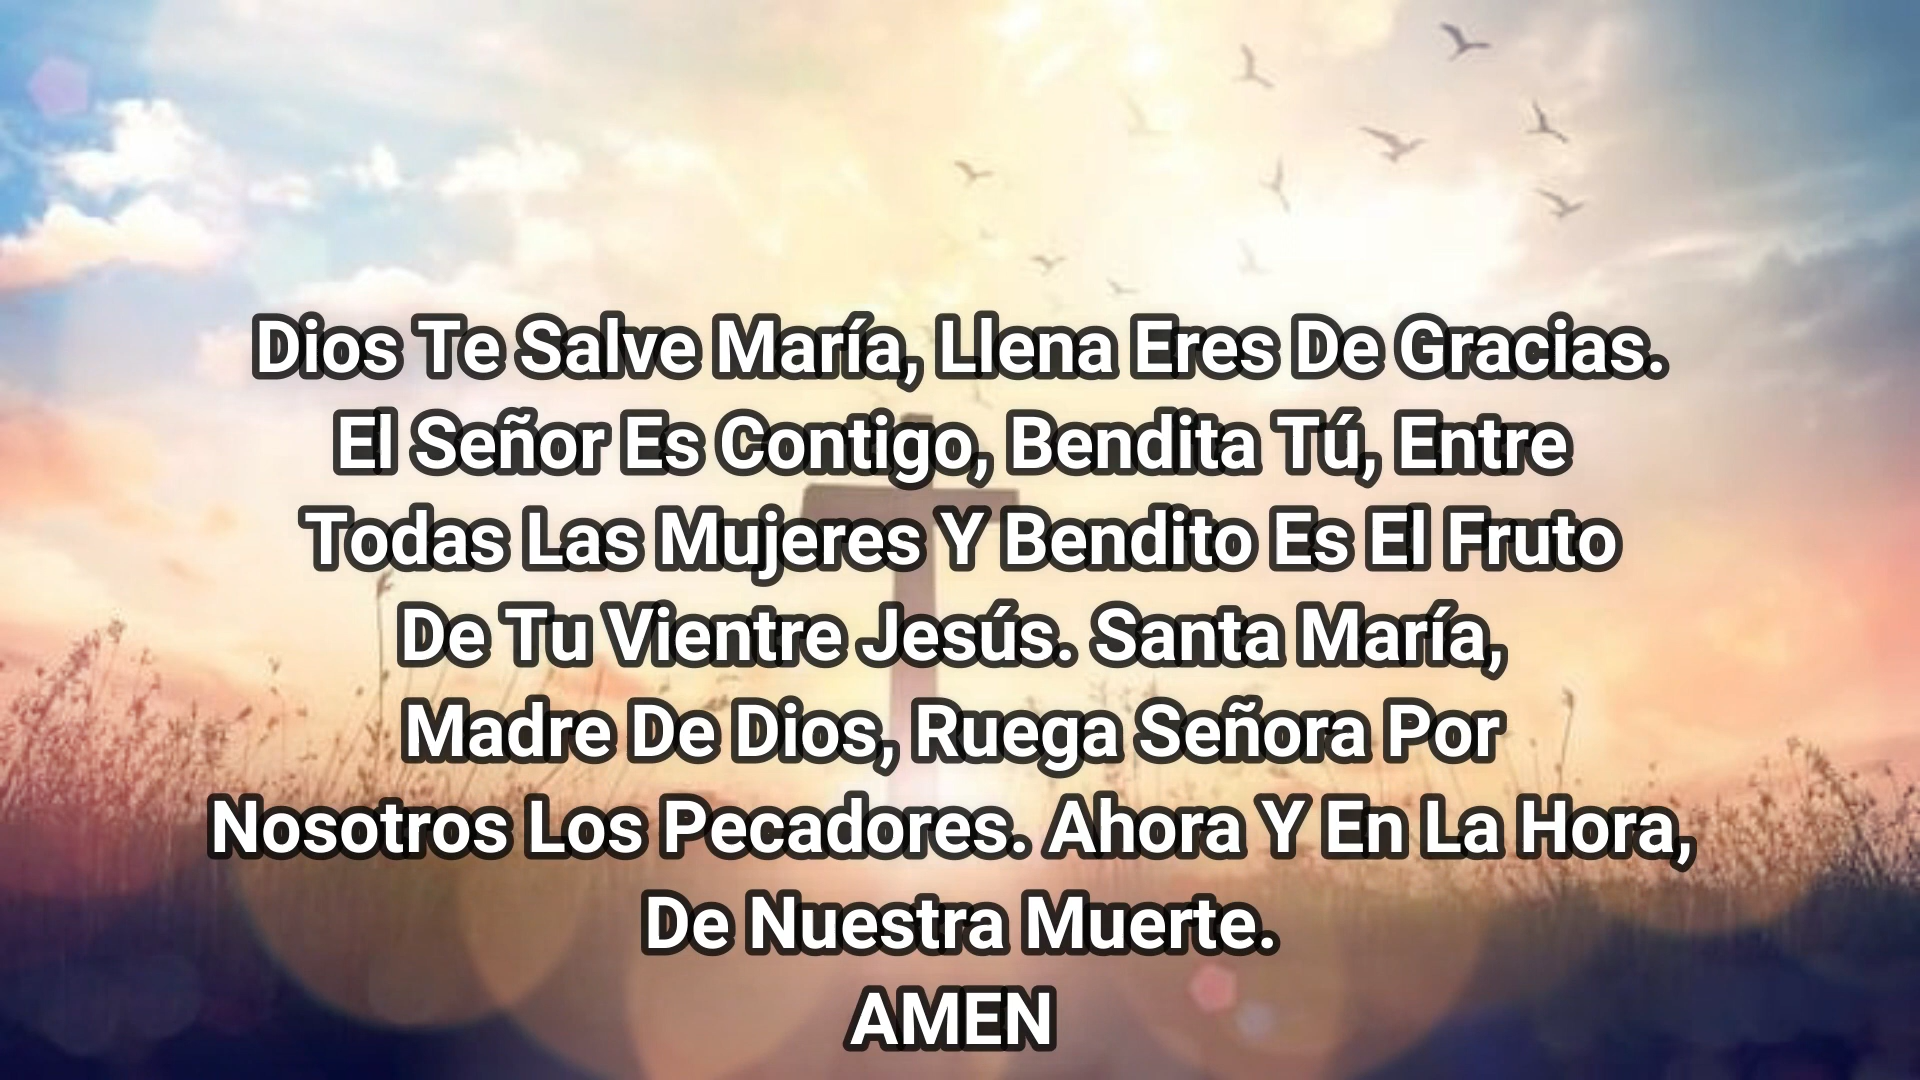 Dios Te Salve María, Llena Eres De Gracias.
El Señor Es Contigo, Bendita Tú, Entre
Todas Las Mujeres Y Bendito Es El Fruto
De Tu Vientre Jesús. Santa María,
Madre De Dios, Ruega Señora Por
Nosotros Los Pecadores. Ahora Y En La Hora,
De Nuestra Muerte.
AMEN